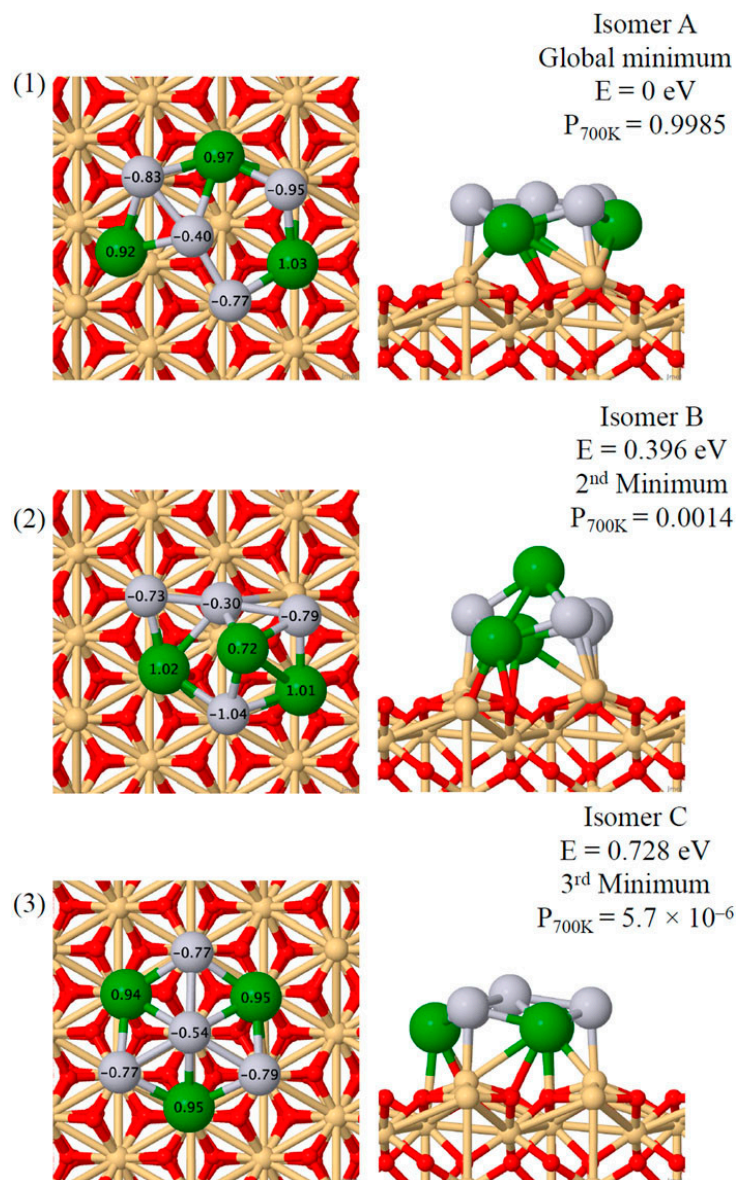 Isomer A
Global minimum
E = 0 eV
P700K = 0.9985
(1)
0.97
−0.83
−0.95
−0.40
0.92
1.03
−0.77
Isomer B
E = 0.396 eV
2nd Minimum
P700K = 0.0014
(2)
−0.73
−0.30
−0.79
0.72
1.02
1.01
−1.04
Isomer C
E = 0.728 eV
3rd Minimum
P700K = 5.7 × 10−6
(3)
−0.77
0.94
0.95
−0.54
−0.77
−0.79
0.95